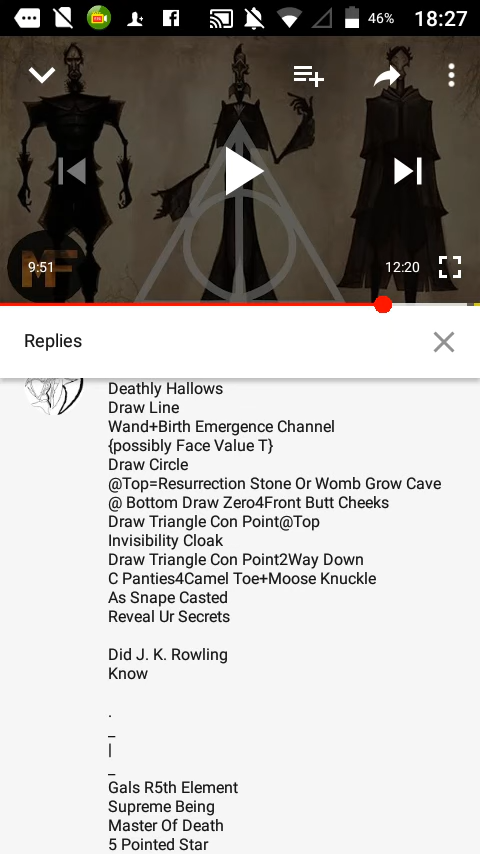 46% 18:27
MF
9:51 12:20
Replies
Deathly Hallows
Draw Line
Wand+Birth Emergence Channel
{possibly Face Value T}
Draw Circle
@Top=Resurrection Stone Or Womb Grow Cave
@ Bottom Draw Zero4Front Butt Cheeks
Draw Triangle Con Point@Top
Invisibility Cloak
Draw Triangle Con Point2Way Down
C Panties4Camel Toe+Moose Knuckle
As Snape Casted
Reveal Ur Secrets
Did J. K. Rowling
Know
.
_
|
_
Gals R5th Element
Supreme Being
Master Of Death
5 Pointed Star